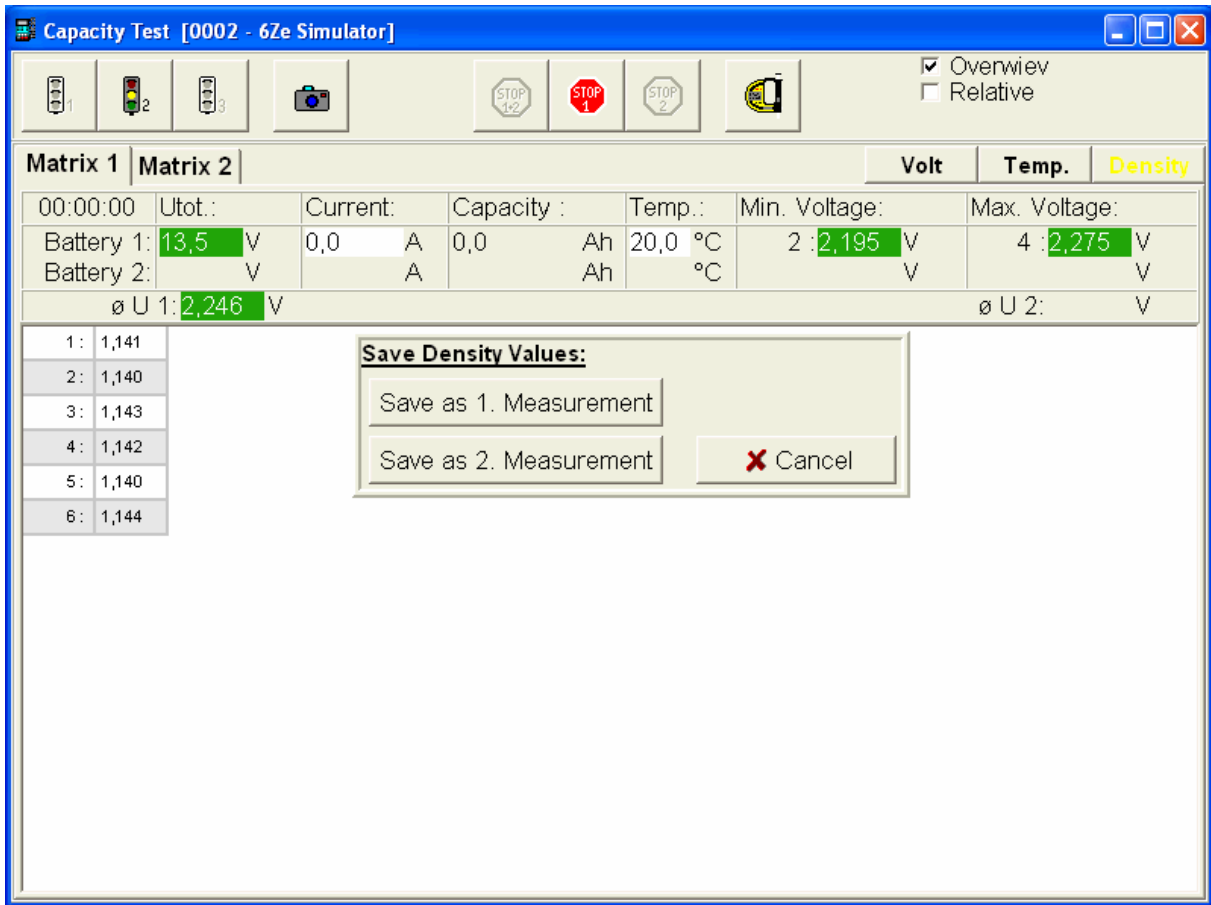 Capacity Test [0002 - 6Ze Simulator]
1 2 3 STOP 1+2 STOP 1 STOP 2
Overwiev
Relative
Matrix 1 Matrix 2 Volt Temp. Density
00:00:00 Utot.: Current: Capacity : Temp.: Min. Voltage: Max. Voltage:
Battery 1: 13,5 V 0,0 A 0,0 Ah 20,0 °C 2 :2,195 V 4 :2,275 V
Battery 2: V A Ah °C V V
ø U 1: 2,246 V ø U 2: V
1 : 1,141
2 : 1,140
3 : 1,143
4 : 1,142
5 : 1,140
6 : 1,144
Save Density Values:
Save as 1. Measurement
Save as 2. Measurement Cancel